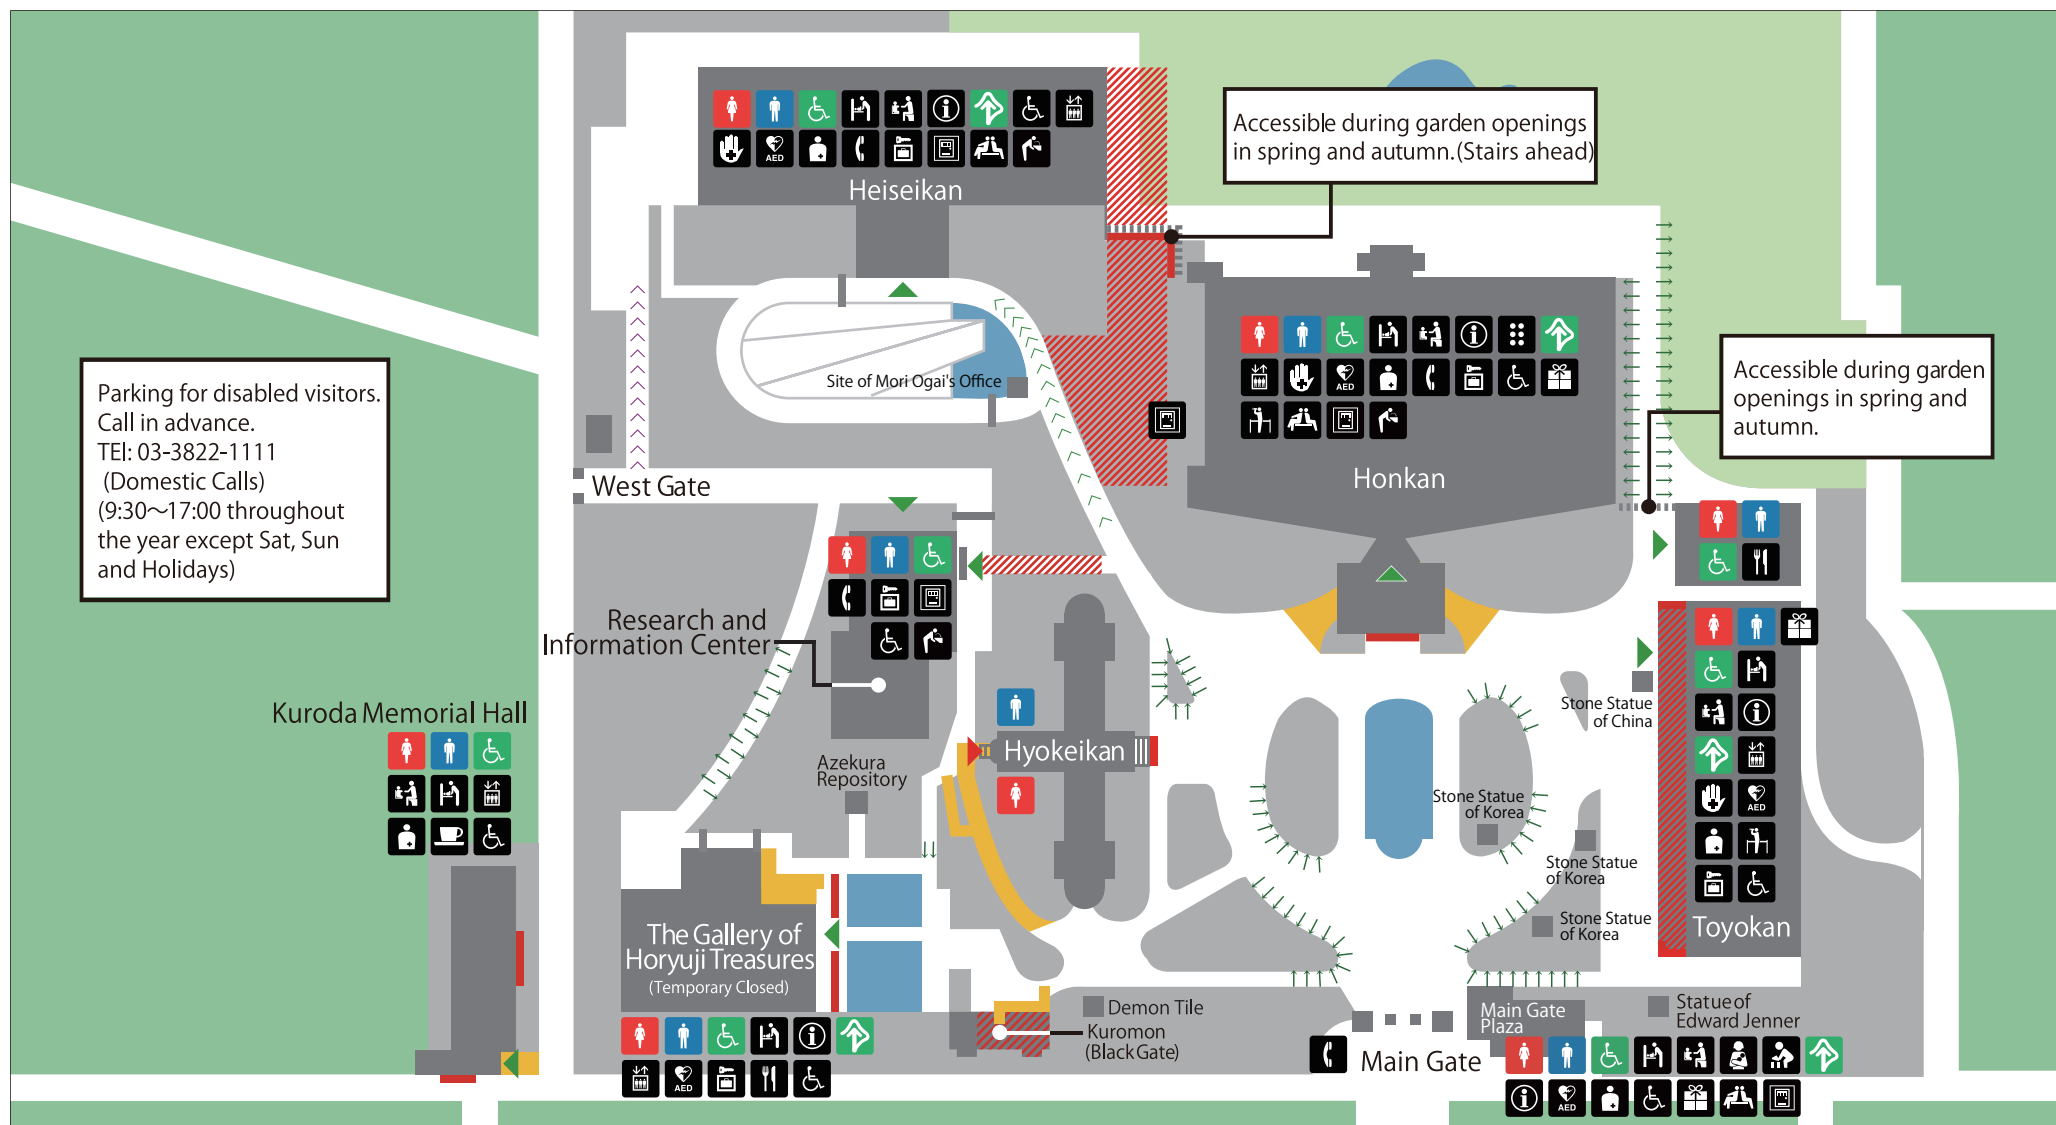 Accessible during garden openings
in spring and autumn.(Stairs ahead)
AED
Heiseikan
Accessible during garden
openings in spring and
autumn.
Parking for disabled visitors.
Call in advance.
TEl: 03-3822-1111
(Domestic Calls)
(9:30～17:00 throughout
the year except Sat, Sun
and Holidays)
Site of Mori Ogai's Office
AED
Honkan
West Gate
Research and
Information Center
Kuroda Memorial Hall
Stone Statue
of China
Hyokeikan
Azekura
Repository
Stone Statue
of Korea
AED
Stone Statue
of Korea
Stone Statue
of Korea
Toyokan
The Gallery of
Horyuji Treasures
(Temporary Closed)
Demon Tile
Kuromon
(Black Gate)
Main Gate
Plaza
Statue of
Edward Jenner
Main Gate
AED
AED